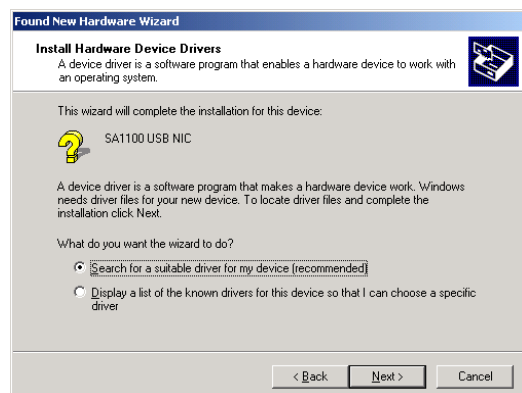 Found New Hardware Wizard
Install Hardware Device Drivers
A device driver is a software program that enables a hardware device to work with
an operating system.
This wizard will complete the installation for this device:
SA1100 USB NIC
A device driver is a software program that makes a hardware device work. Windows
needs driver files for your new device. To locate driver files and complete the
installation click Next.
What do you want the wizard to do?
Search for a suitable driver for my device (recommended)
Display a list of the known drivers for this device so that I can choose a specific
driver
< Back Next > Cancel